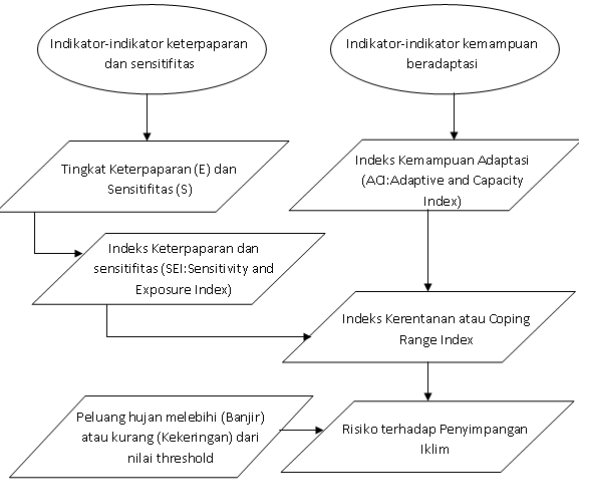 Indikator-indikator keterpaparan
dan sensitifitas
Indikator-indikator kemampuan
beradaptasi
Tingkat Keterpaparan (E) dan
Sensitifitas (S)
Indeks Kemampuan Adaptasi
(ACI:Adaptive and Capacity
Index)
Indeks Keterpaparan dan
sensitifitas (SEI:Sensitivity and
Exposure Index)
Indeks Kerentanan atau Coping
Range Index
Peluang hujan melebihi (Banjir)
atau kurang (Kekeringan) dari
nilai threshold
Risiko terhadap Penyimpangan
Iklim